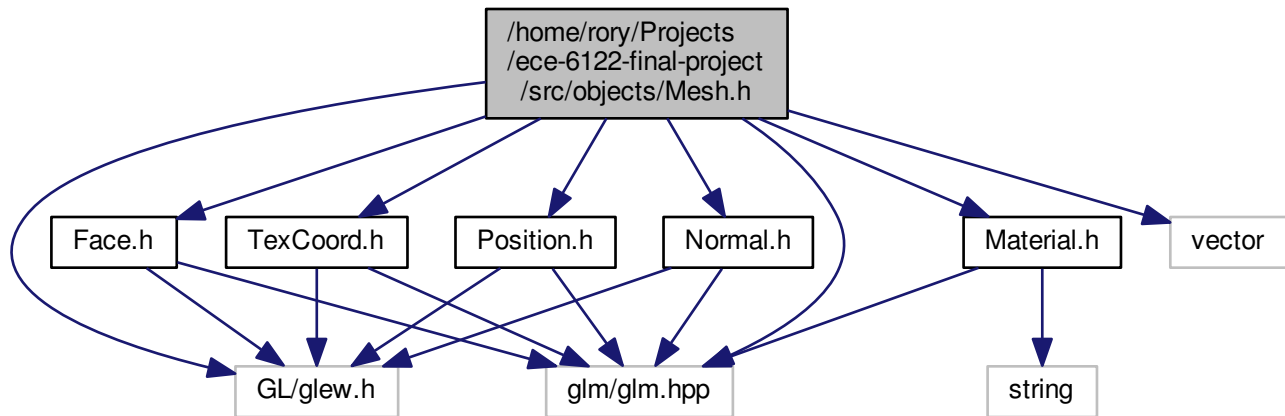 /home/rory/Projects
/ece-6122-final-project
/src/objects/Mesh.h
Face.h
TexCoord.h
Position.h
Normal.h
Material.h
vector
GL/glew.h
glm/glm.hpp
string